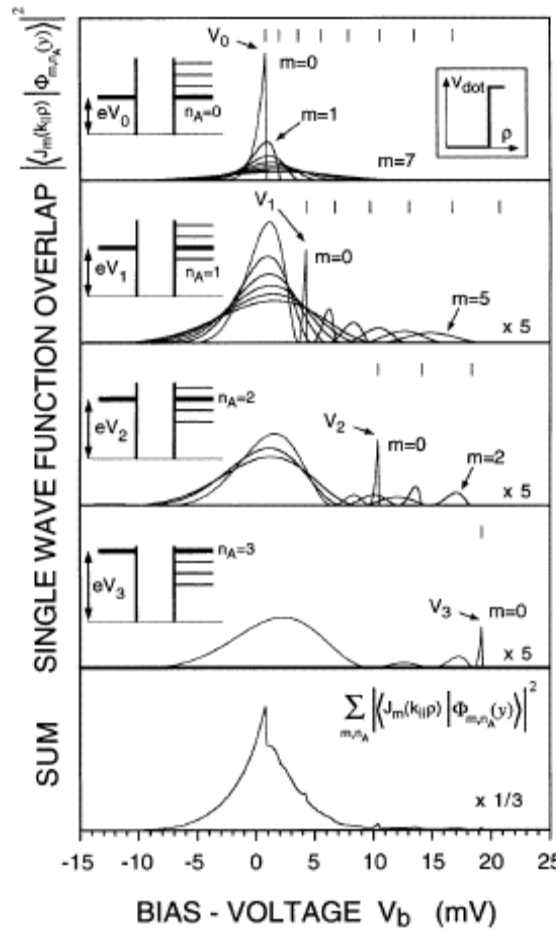 SINGLE WAVE FUNCTION OVERLAP |⟨J_m(k_||ρ)|Φ_{m,n_A}(y)⟩|²
V₀
m=0
m=1
m=7
eV₀
n_A=0
V_dot
ρ
V₁
m=0
m=5
eV₁
n_A=1
x 5
n_A=2
eV₂
V₂
m=0
m=2
x 5
n_A=3
eV₃
V₃
m=0
x 5
SUM
∑_{m,n_A} |⟨J_m(k_||ρ)|Φ_{m,n_A}(y)⟩|²
x 1/3
-15 -10 -5 0 5 10 15 20 25
BIAS - VOLTAGE V_b (mV)